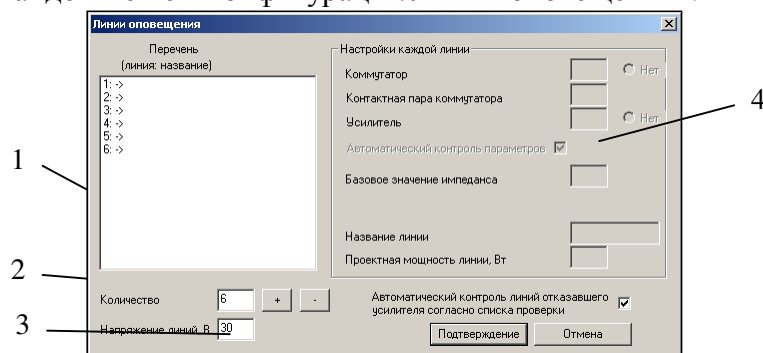 Линии оповещения
Перечень
(линия: название)
1: ->
2: ->
3: ->
4: ->
5: ->
6: ->
Количество 6 + -
Напряжение линий, В 30
Настройки каждой линии
Коммутатор Нет
Контактная пара коммутатора
Усилитель Нет
Автоматический контроль параметров
Базовое значение импеданса
Название линии
Проектная мощность линии, Вт
Автоматический контроль линий отказавшего
усилителя согласно списка проверки
Подтверждение Отмена
1
2
3
4